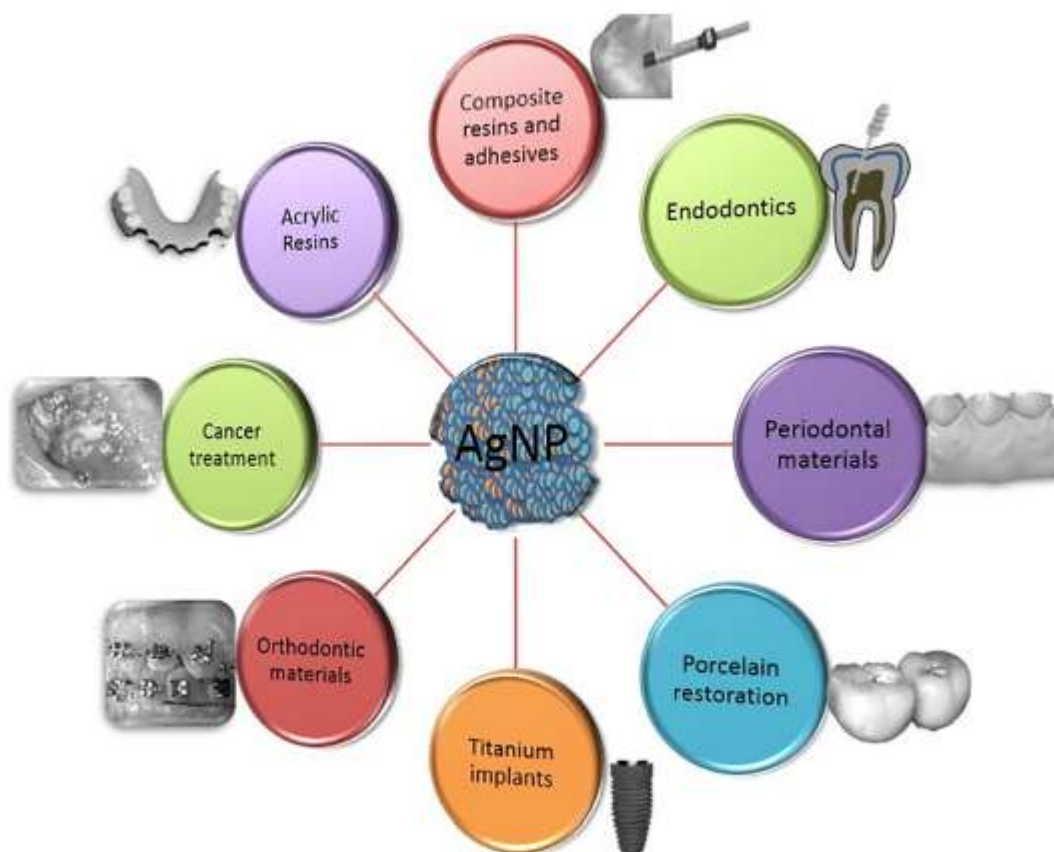 Composite
resins and
adhesives
Endodontics
Periodontal
materials
Porcelain
restoration
Titanium
implants
Orthodontic
materials
Cancer
treatment
Acrylic
Resins
AgNP